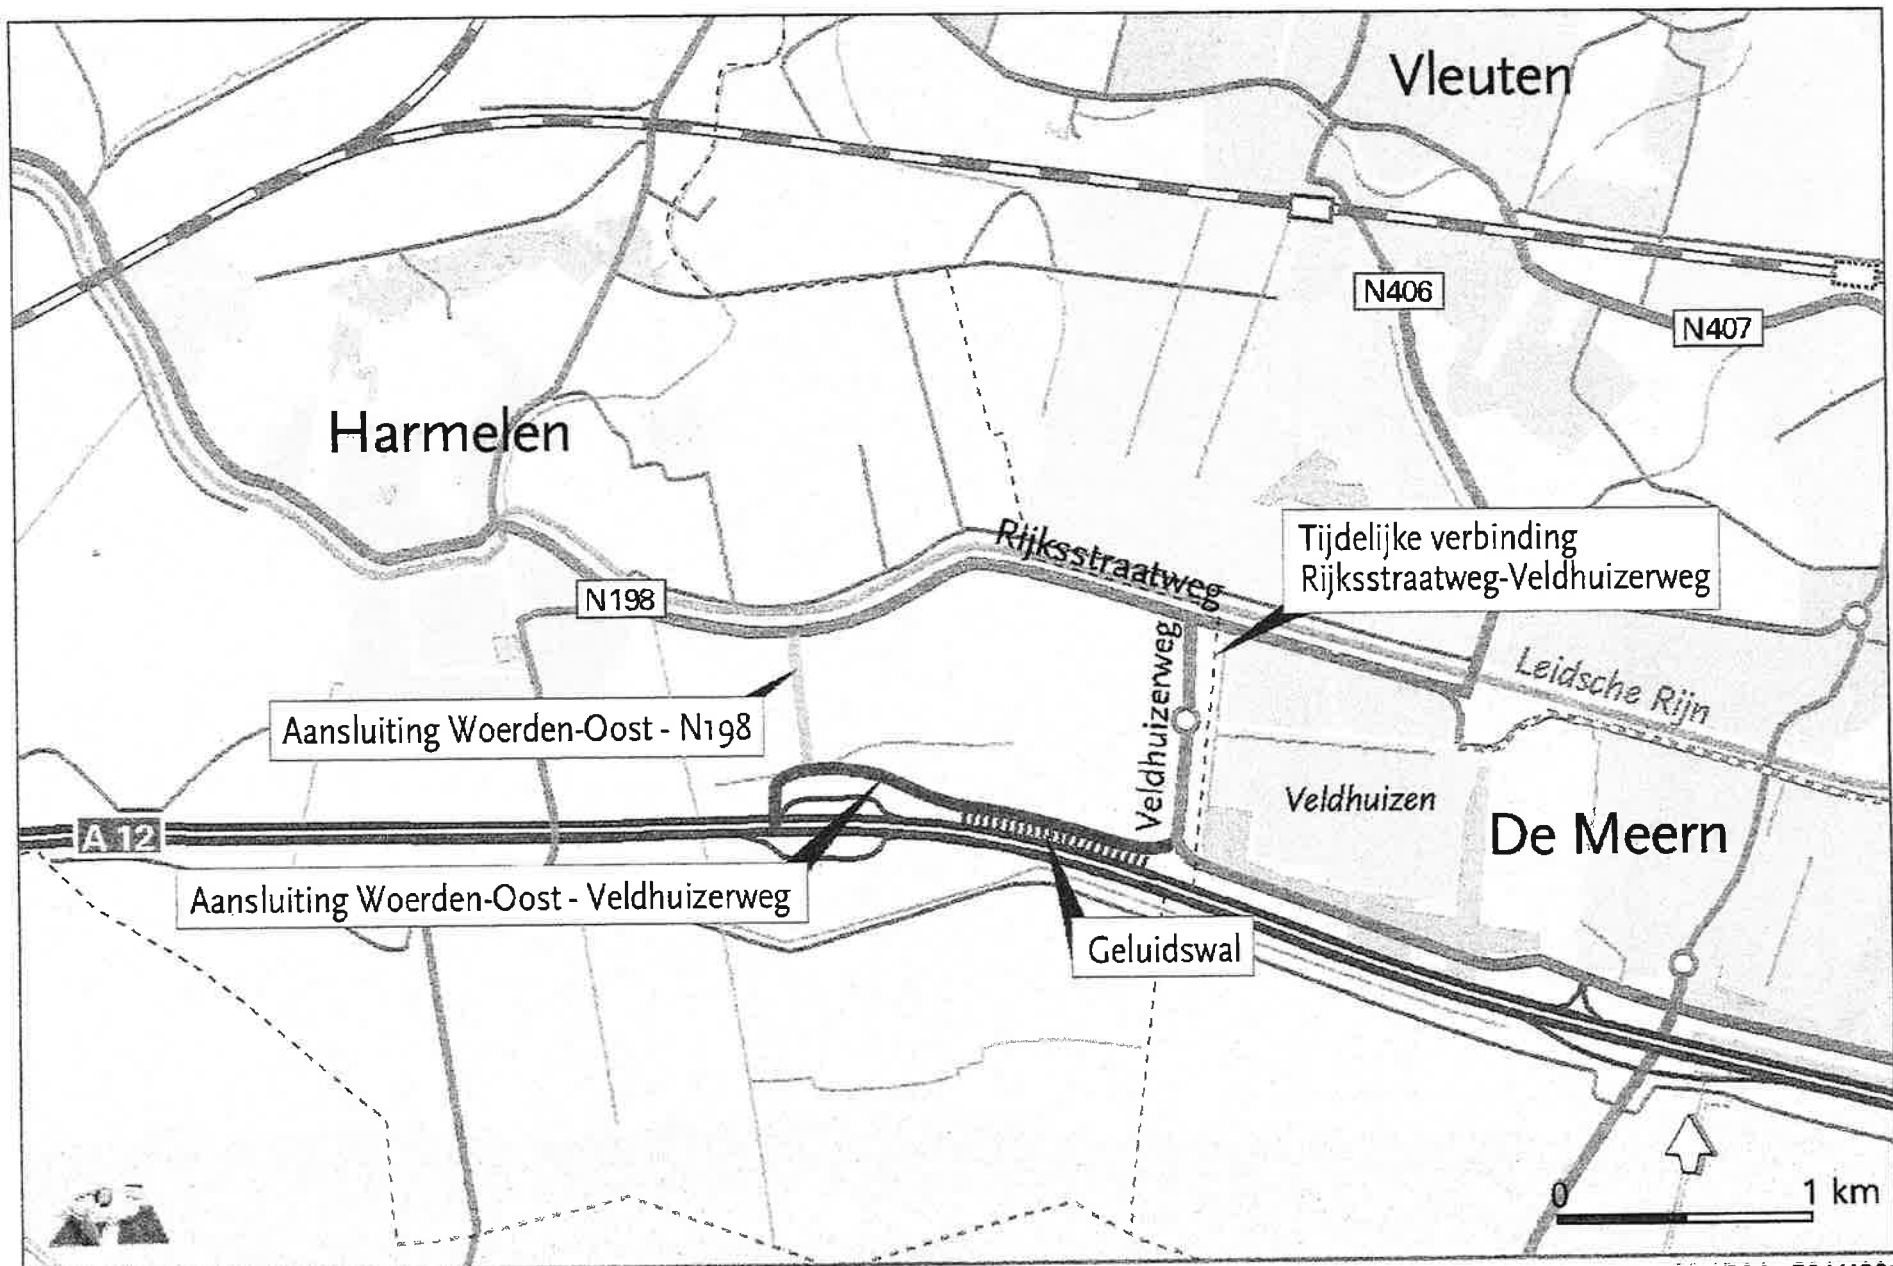 Vleuten
N406
N407
Harmelen
Rijksstraatweg
Tijdelijke verbinding
Rijksstraatweg-Veldhuizerweg
N198
Leidsche Rijn
Veldhuizerweg
Aansluiting Woerden-Oost - N198
Veldhuizen
A 12
De Meern
Aansluiting Woerden-Oost - Veldhuizerweg
Geluidswal
0 1 km